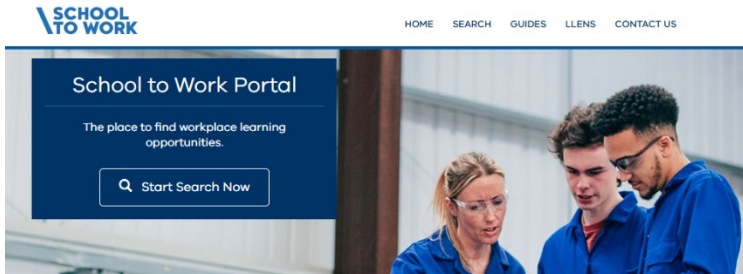 SCHOOL
TO WORK
HOME SEARCH GUIDES LLENS CONTACT US
School to Work Portal
The place to find workplace learning
opportunities.
Start Search Now